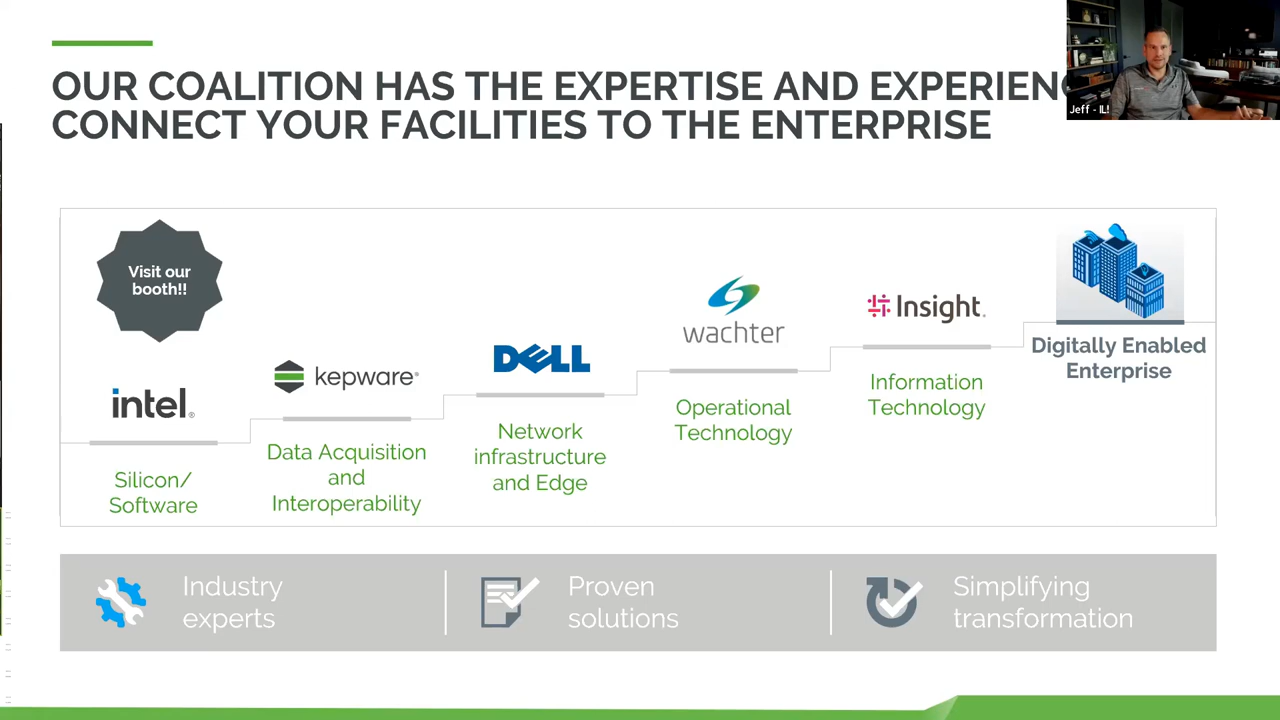 OUR COALITION HAS THE EXPERTISE AND EXPERIENC
CONNECT YOUR FACILITIES TO THE ENTERPRISE
Jeff - IL!
Visit our
booth!!
intel®
Silicon/
Software
kepware®
Data Acquisition
and
Interoperability
DELL
Network
infrastructure
and Edge
wachter
Operational
Technology
Insight®
Information
Technology
Digitally Enabled
Enterprise
Industry
experts
Proven
solutions
Simplifying
transformation